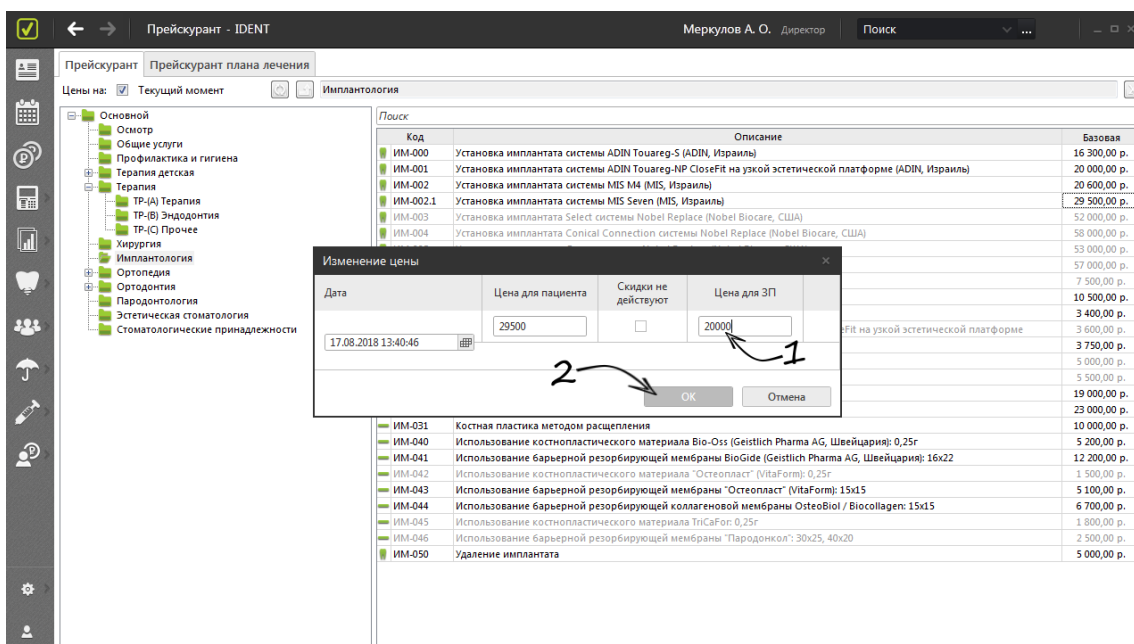 Прейскурант - IDENT
Меркулов А. О. Директор
Поиск
Прейскурант
Прейскурант плана лечения
Цены на: Текущий момент
Имплантология
Основной
Осмотр
Общие услуги
Профилактика и гигиена
Терапия детская
Терапия
ТР-(А) Терапия
ТР-(В) Эндодонтия
ТР-(С) Прочее
Хирургия
Имплантология
Ортопедия
Ортодонтия
Пародонтология
Эстетическая стоматология
Стоматологические принадлежности
Поиск
Код Описание Базовая
ИМ-000 Установка имплантата системы ADIN Touareg-S (ADIN, Израиль) 16 300,00 р.
ИМ-001 Установка имплантата системы ADIN Touareg-NP CloseFit на узкой эстетической платформе (ADIN, Израиль) 20 000,00 р.
ИМ-002 Установка имплантата системы MIS M4 (MIS, Израиль) 20 600,00 р.
ИМ-002.1 Установка имплантата системы MIS Seven (MIS, Израиль) 29 500,00 р.
ИМ-003 Установка имплантата Select системы Nobel Replace (Nobel Biocare, США) 52 000,00 р.
ИМ-004 Установка имплантата Conical Connection системы Nobel Replace (Nobel Biocare, США) 58 000,00 р.
53 000,00 р.
57 000,00 р.
7 500,00 р.
10 500,00 р.
3 400,00 р.
eFit на узкой эстетической платформе 3 600,00 р.
3 750,00 р.
5 000,00 р.
5 500,00 р.
19 000,00 р.
23 000,00 р.
Изменение цены
Дата
Цена для пациента
Скидки не
действуют
Цена для ЗП
17.08.2018 13:40:46
29500
20000
1
2
ОК
Отмена
ИМ-031 Костная пластика методом расщепления 10 000,00 р.
ИМ-040 Использование костнопластического материала Bio-Oss (Geistlich Pharma AG, Швейцария): 0,25г 5 200,00 р.
ИМ-041 Использование барьерной резорбирующей мембраны BioGide (Geistlich Pharma AG, Швейцария): 16х22 12 200,00 р.
ИМ-042 Использование костнопластического материала "Остеопласт" (VitaForm): 0,25г 1 500,00 р.
ИМ-043 Использование барьерной резорбирующей мембраны "Остеопласт" (VitaForm): 15х15 5 100,00 р.
ИМ-044 Использование барьерной резорбирующей коллагеновой мембраны OsteoBiol / Biocollagen: 15х15 6 700,00 р.
ИМ-045 Использование костнопластического материала TriCaFor: 0,25г 1 800,00 р.
ИМ-046 Использование барьерной резорбирующей мембраны "Пародонкол": 30х25, 40х20 2 500,00 р.
ИМ-050 Удаление имплантата 5 000,00 р.